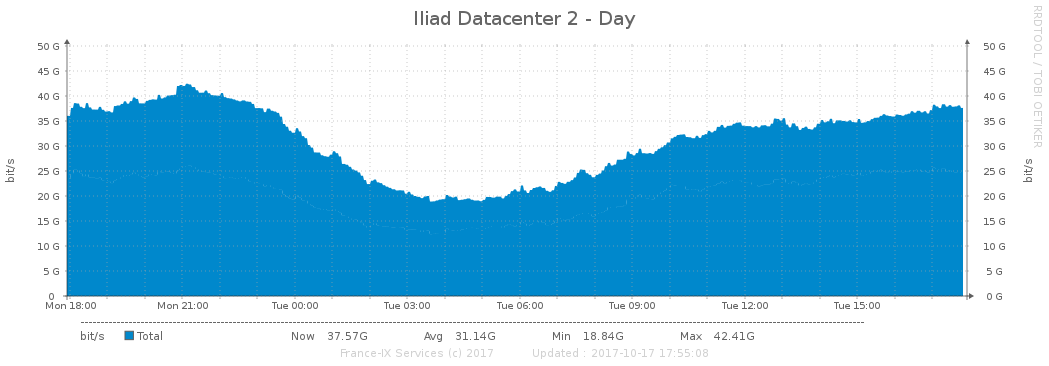 Iliad Datacenter 2 - Day
RRDTOOL / TOBI OETIKER
50 G 50 G
45 G 45 G
40 G 40 G
35 G 35 G
30 G 30 G
25 G 25 G
20 G 20 G
15 G 15 G
10 G 10 G
5 G 5 G
0 0 G
bit/s bit/s
Mon 18:00 Mon 21:00 Tue 00:00 Tue 03:00 Tue 06:00 Tue 09:00 Tue 12:00 Tue 15:00
bit/s Total Now 37.57G Avg 31.14G Min 18.84G Max 42.41G
France-IX Services (c) 2017 Updated : 2017-10-17 17:55:08